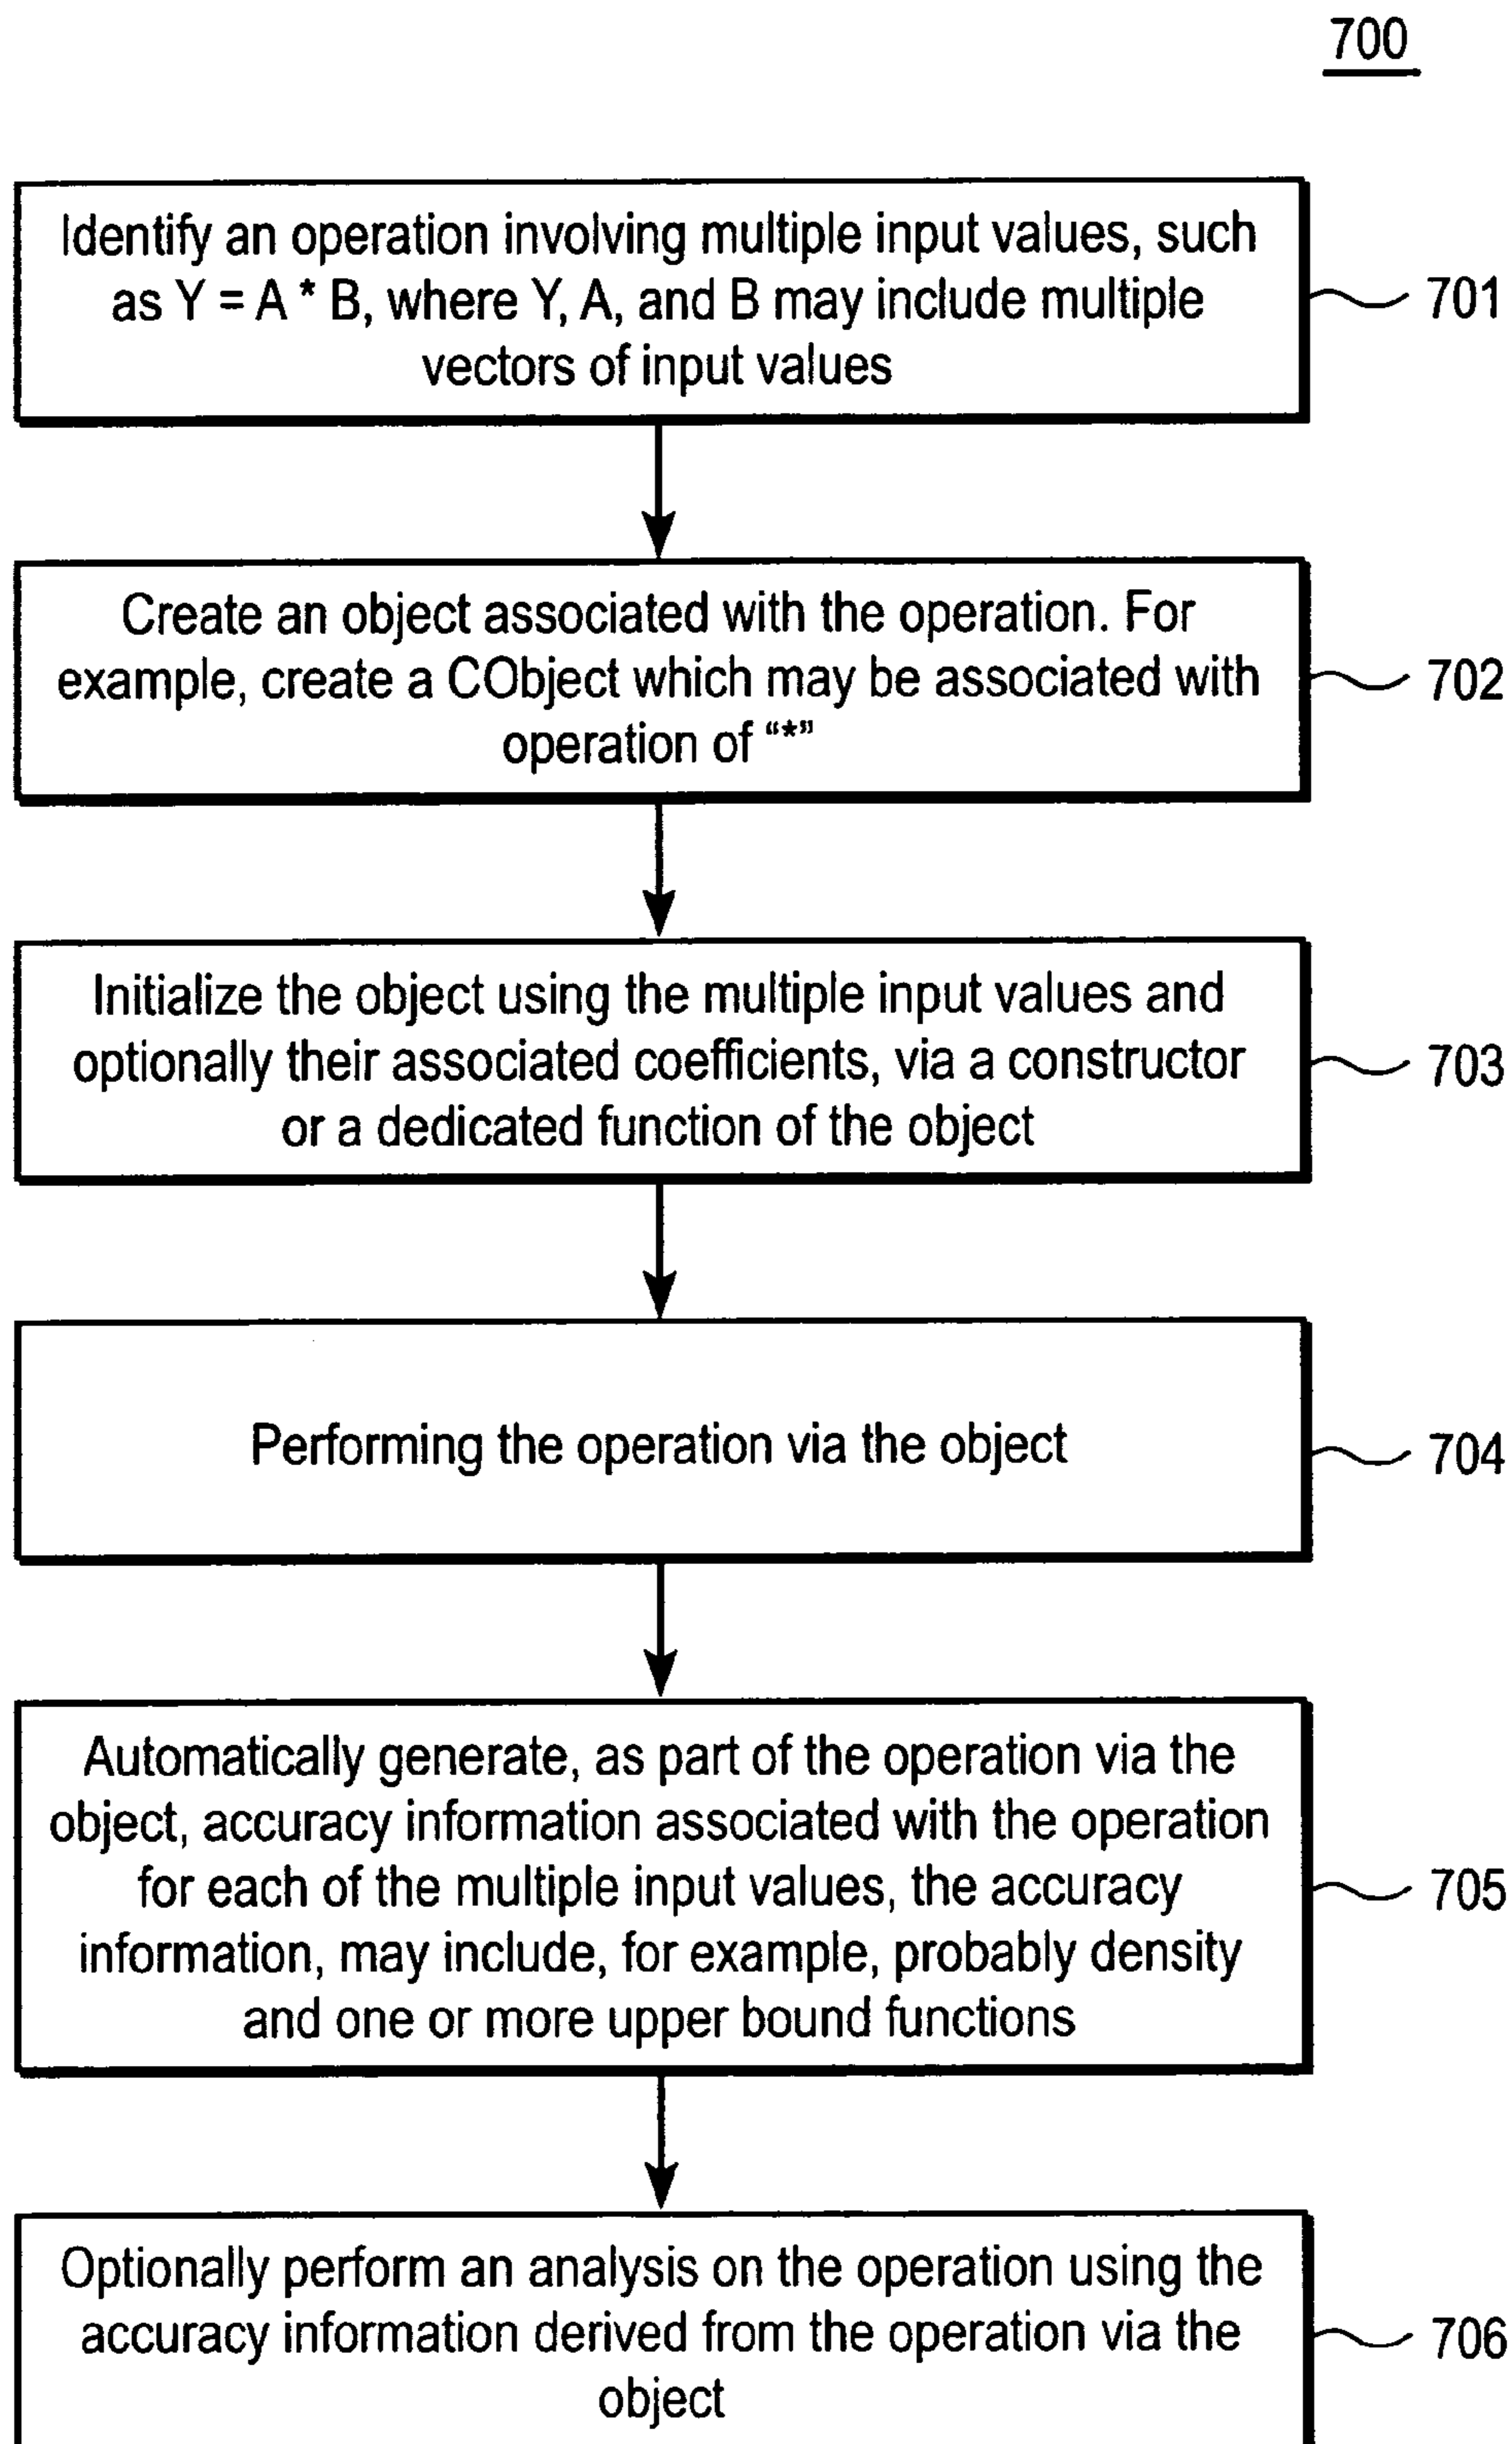 700
Identify an operation involving multiple input values, such
as Y = A * B, where Y, A, and B may include multiple
vectors of input values
701
Create an object associated with the operation. For
example, create a CObject which may be associated with
operation of “*”
702
Initialize the object using the multiple input values and
optionally their associated coefficients, via a constructor
or a dedicated function of the object
703
Performing the operation via the object
704
Automatically generate, as part of the operation via the
object, accuracy information associated with the operation
for each of the multiple input values, the accuracy
information, may include, for example, probably density
and one or more upper bound functions
705
Optionally perform an analysis on the operation using the
accuracy information derived from the operation via the
object
706